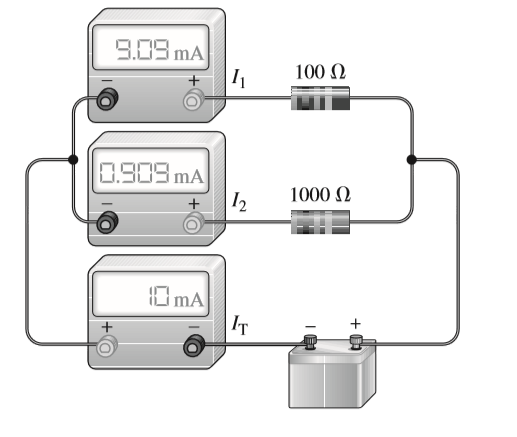 9.09 mA
− +
I1
100 Ω
0.909 mA
− +
I2
1000 Ω
10 mA
+ −
IT
− +